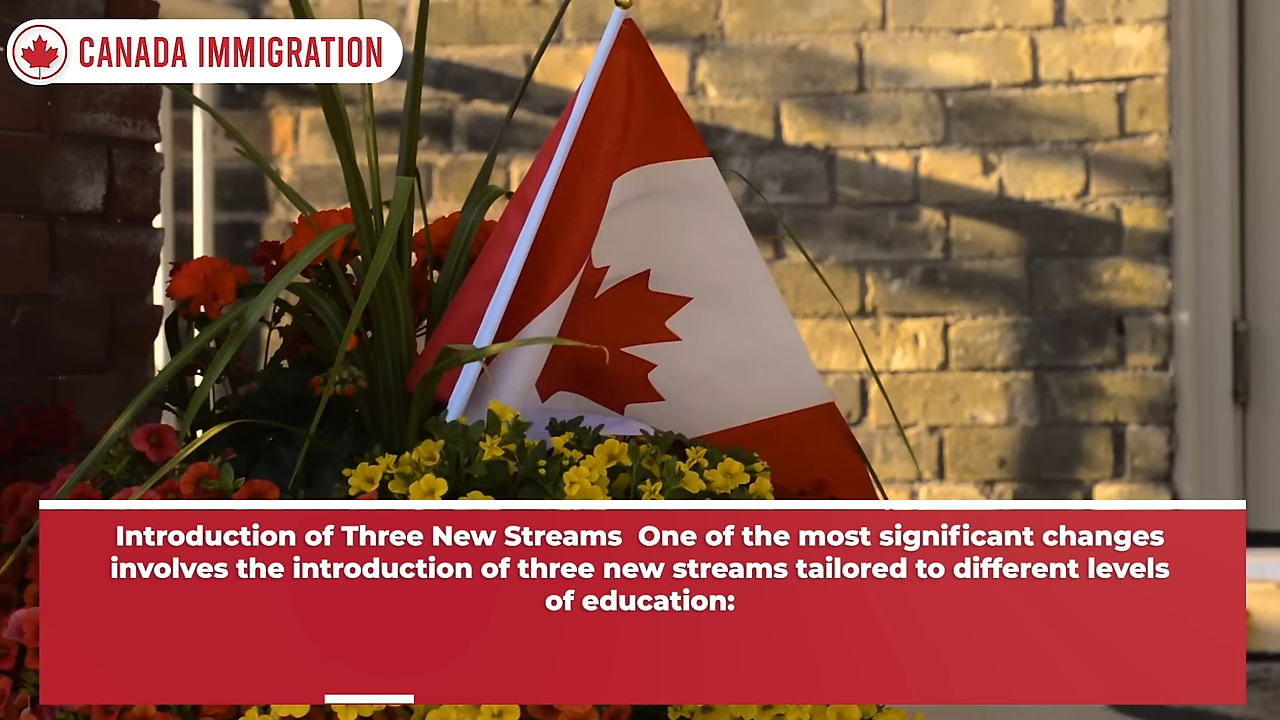 CANADA IMMIGRATION
Introduction of Three New Streams  One of the most significant changes
involves the introduction of three new streams tailored to different levels
of education: